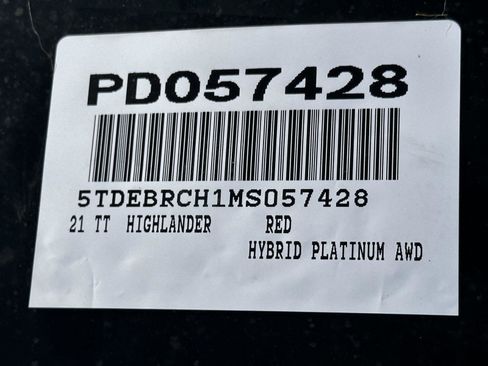 PD057428
5TDEBRCH1MS057428
21 TT HIGHLANDER RED
HYBRID PLATINUM AWD